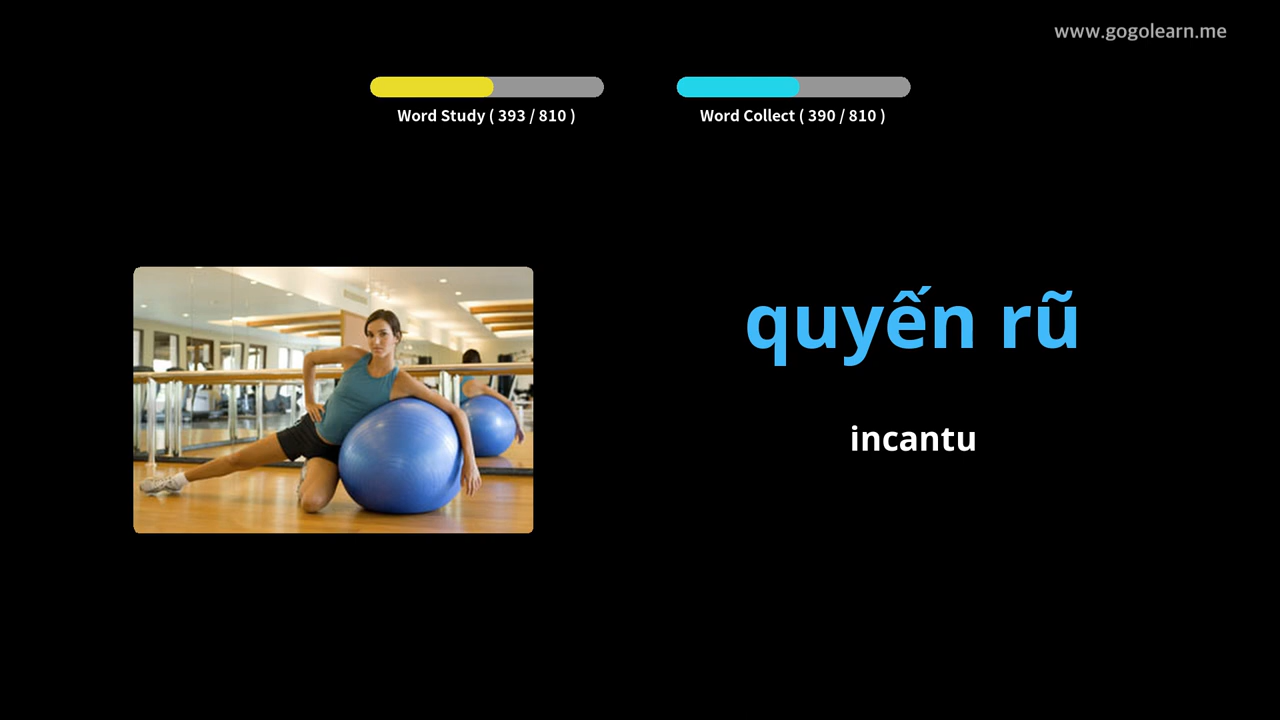 www.gogolearn.me
Word Study ( 393 / 810 )
Word Collect ( 390 / 810 )
quyến rũ
incantu